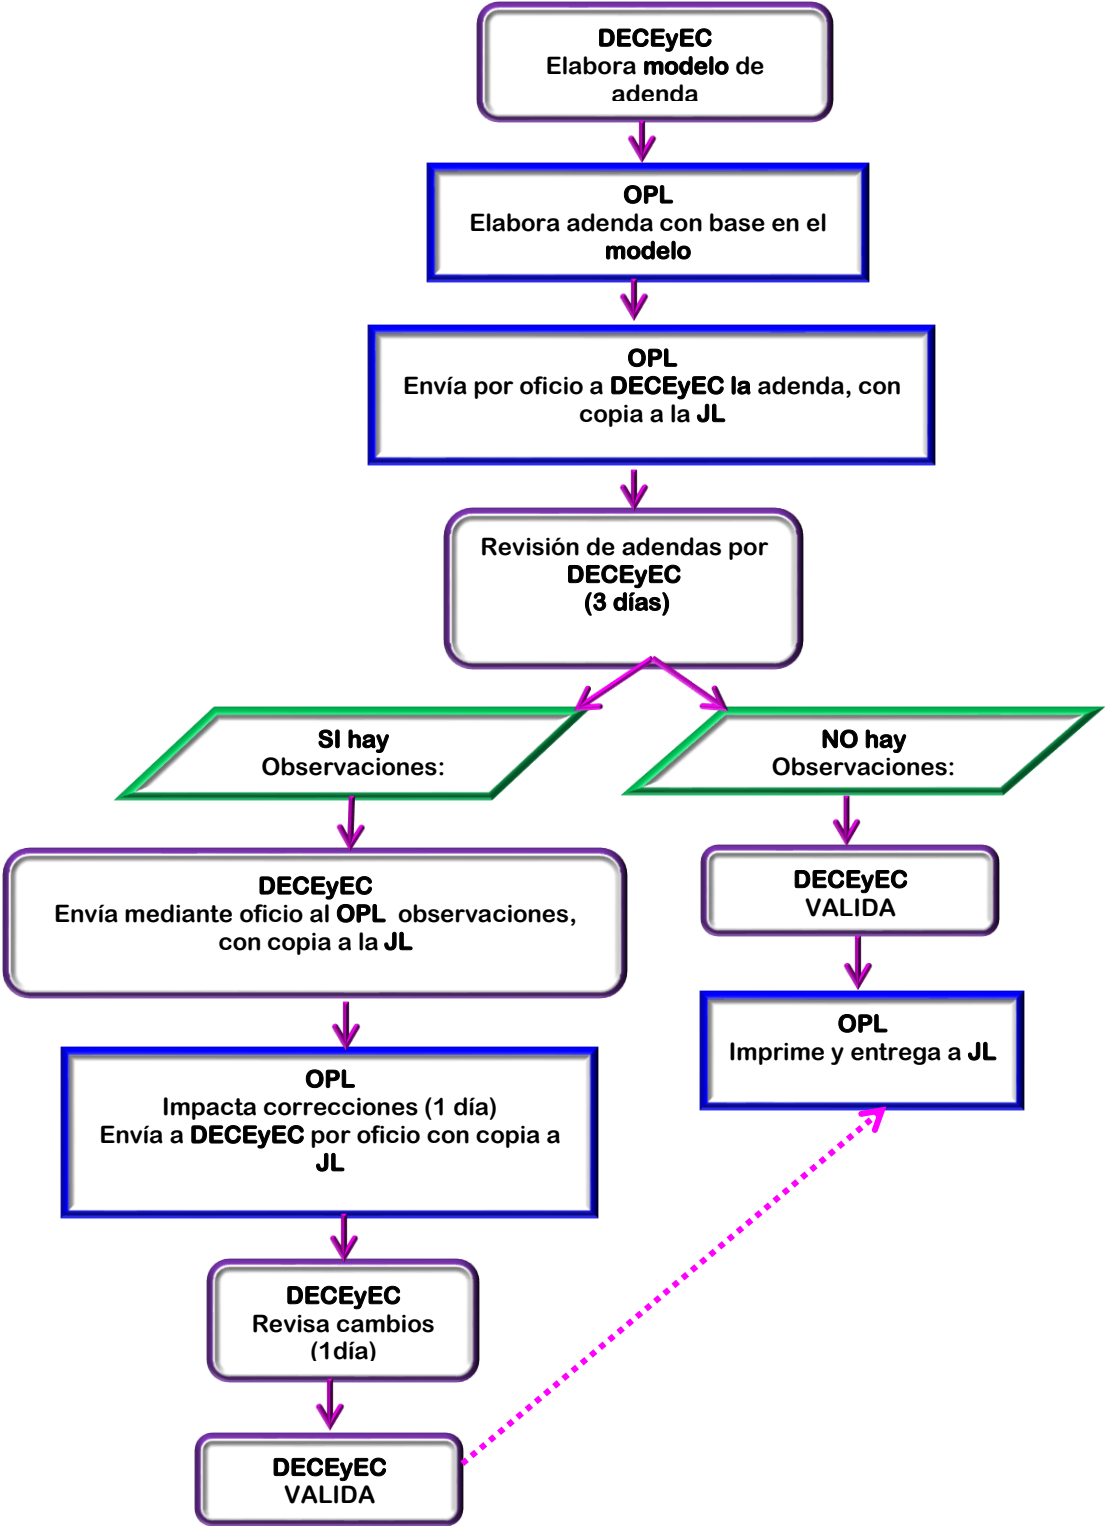 DECEyEC
Elabora modelo de
adenda
OPL
Elabora adenda con base en el
modelo
OPL
Envía por oficio a DECEyEC la adenda, con
copia a la JL
Revisión de adendas por
DECEyEC
(3 días)
SI hay
Observaciones:
NO hay
Observaciones:
DECEyEC
Envía mediante oficio al OPL observaciones,
con copia a la JL
DECEyEC
VALIDA
OPL
Imprime y entrega a JL
OPL
Impacta correcciones (1 día)
Envía a DECEyEC por oficio con copia a
JL
DECEyEC
Revisa cambios
(1día)
DECEyEC
VALIDA